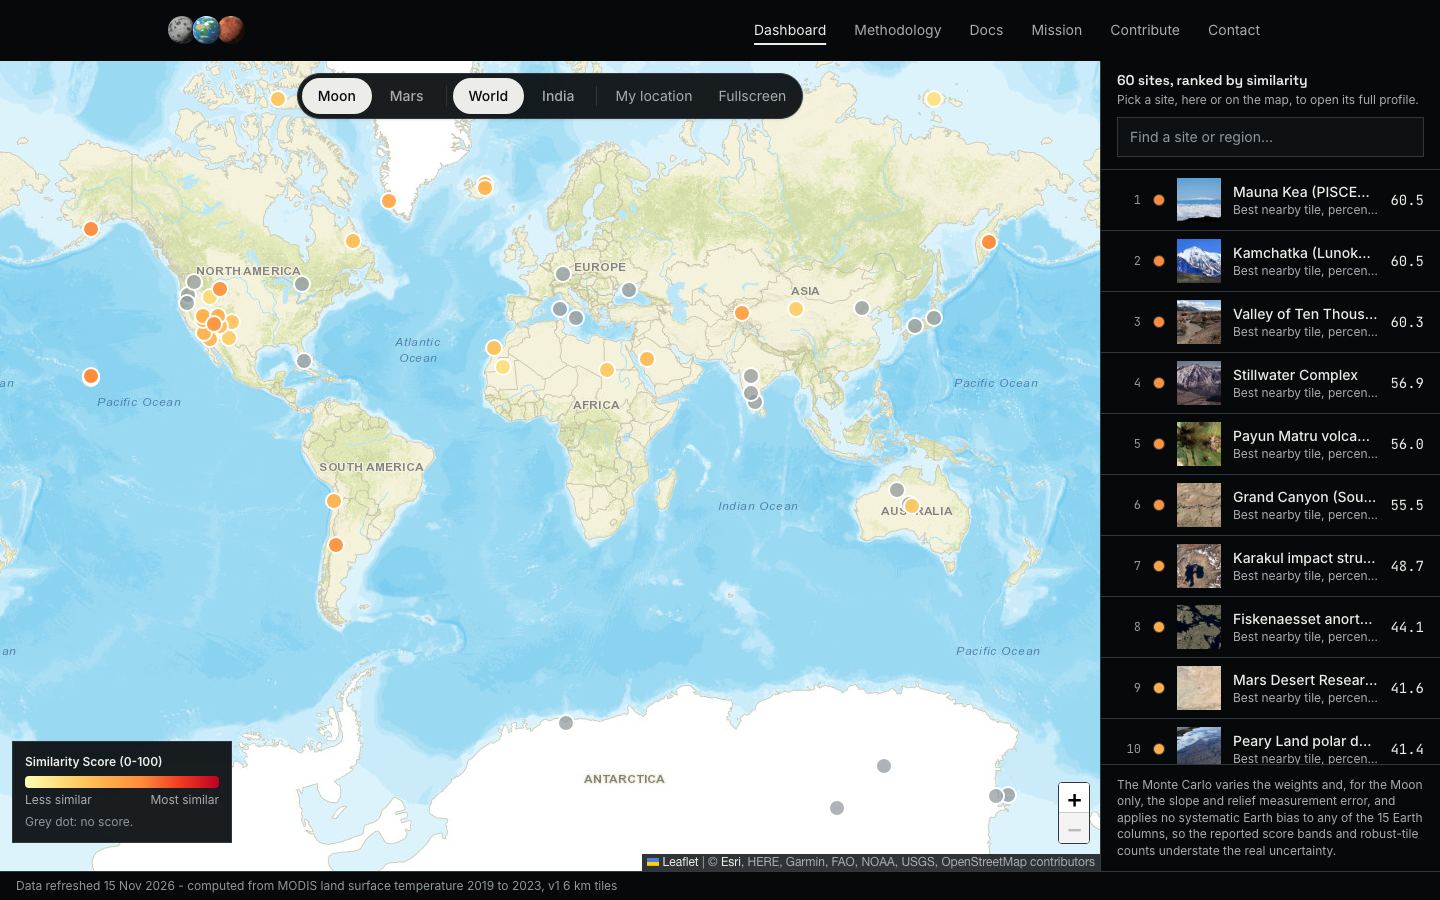 Dashboard
Methodology
Docs
Mission
Contribute
Contact
Moon
Mars
World
India
My location
Fullscreen
60 sites, ranked by similarity
Pick a site, here or on the map, to open its full profile.
Find a site or region...
1 Mauna Kea (PISCE... 60.5
Best nearby tile, percen...
2 Kamchatka (Lunok... 60.5
Best nearby tile, percen...
3 Valley of Ten Thous... 60.3
Best nearby tile, percen...
4 Stillwater Complex 56.9
Best nearby tile, percen...
5 Payun Matru volca... 56.0
Best nearby tile, percen...
6 Grand Canyon (Sou... 55.5
Best nearby tile, percen...
7 Karakul impact stru... 48.7
Best nearby tile, percen...
8 Fiskenaesset anort... 44.1
Best nearby tile, percen...
9 Mars Desert Resear... 41.6
Best nearby tile, percen...
10 Peary Land polar d... 41.4
Best nearby tile, percen...
The Monte Carlo varies the weights and, for the Moon
only, the slope and relief measurement error, and
applies no systematic Earth bias to any of the 15 Earth
columns, so the reported score bands and robust-tile
counts understate the real uncertainty.
NORTH AMERICA
EUROPE
ASIA
Atlantic
Ocean
an
Pacific Ocean
Pacific Ocean
AFRICA
SOUTH AMERICA
Indian Ocean
an
Pacific Ocean
ANTARCTICA
Similarity Score (0-100)
Less similar
Most similar
Grey dot: no score.
+
−
Leaflet | © Esri, HERE, Garmin, FAO, NOAA, USGS, OpenStreetMap contributors
Data refreshed 15 Nov 2026 - computed from MODIS land surface temperature 2019 to 2023, v1 6 km tiles